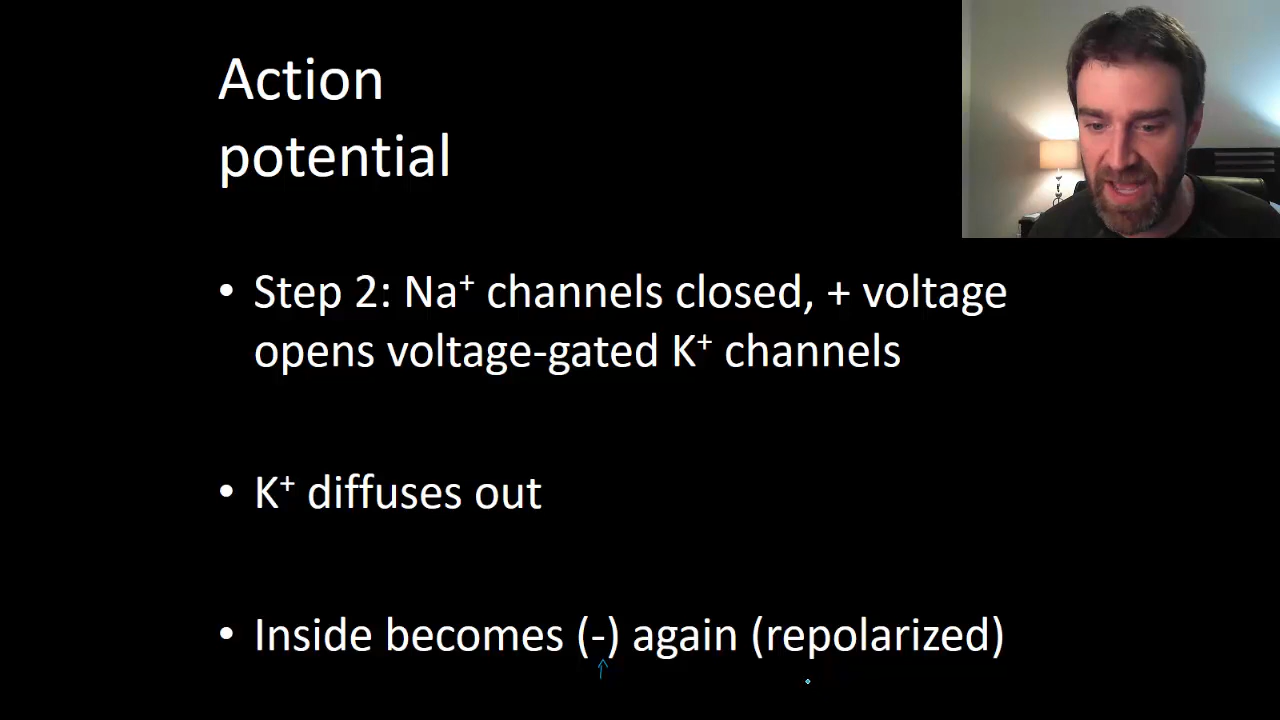 Action
potential
• Step 2: Na⁺ channels closed, + voltage
opens voltage-gated K⁺ channels
• K⁺ diffuses out
• Inside becomes (-) again (repolarized)